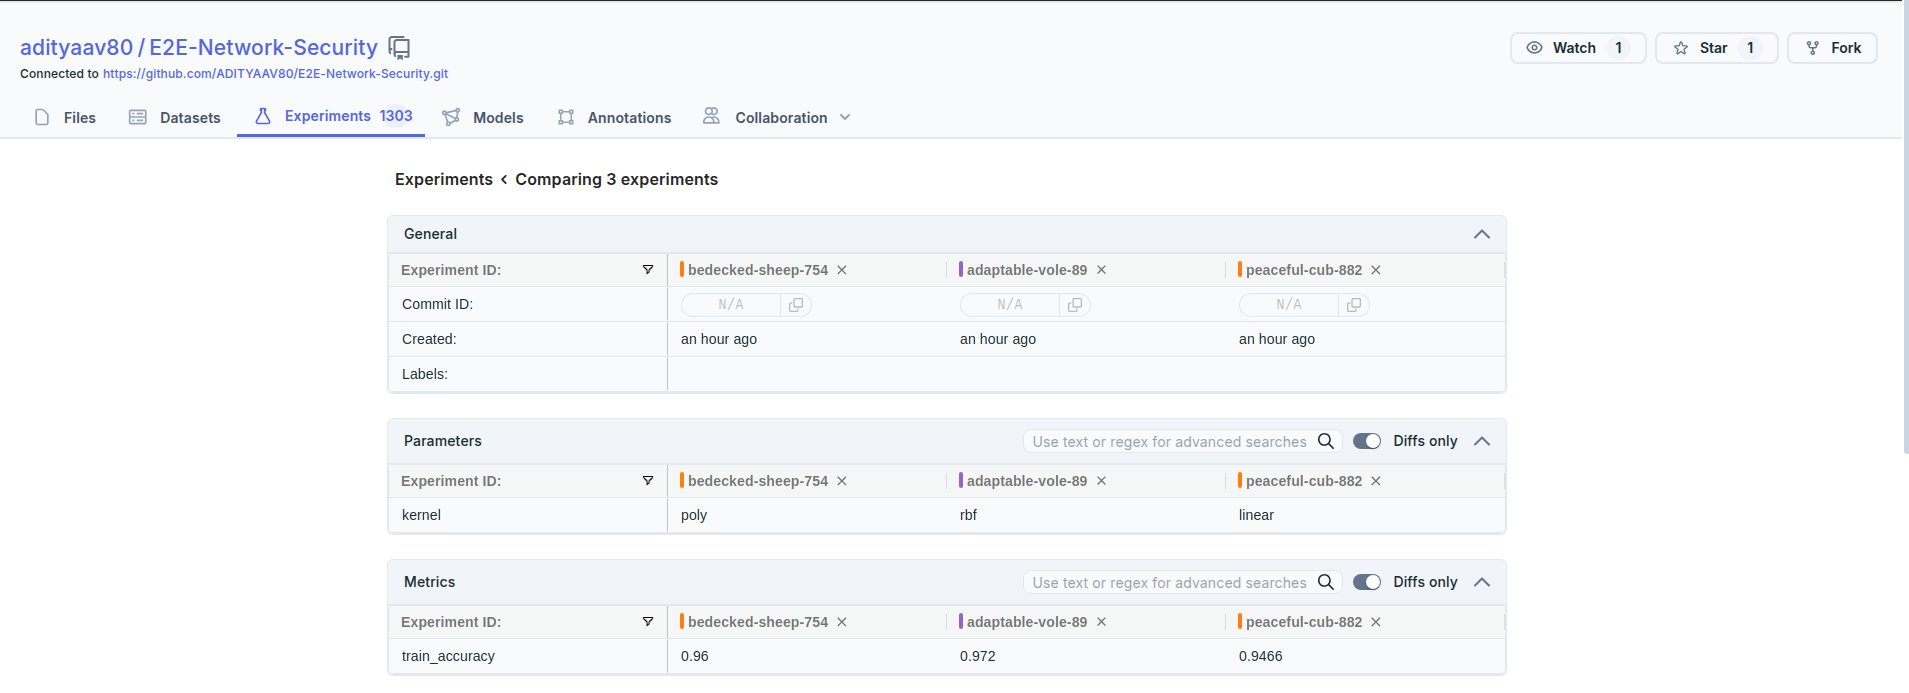 adityaav80 / E2E-Network-Security
Watch 1 Star 1 Fork
Connected to https://github.com/ADITYAAV80/E2E-Network-Security.git
Files Datasets Experiments 1303 Models Annotations Collaboration
Experiments < Comparing 3 experiments
General
Experiment ID: bedecked-sheep-754 × adaptable-vole-89 × peaceful-cub-882 ×
Commit ID: N/A N/A N/A
Created: an hour ago an hour ago an hour ago
Labels:
Parameters Use text or regex for advanced searches Diffs only
Experiment ID: bedecked-sheep-754 × adaptable-vole-89 × peaceful-cub-882 ×
kernel poly rbf linear
Metrics Use text or regex for advanced searches Diffs only
Experiment ID: bedecked-sheep-754 × adaptable-vole-89 × peaceful-cub-882 ×
train_accuracy 0.96 0.972 0.9466